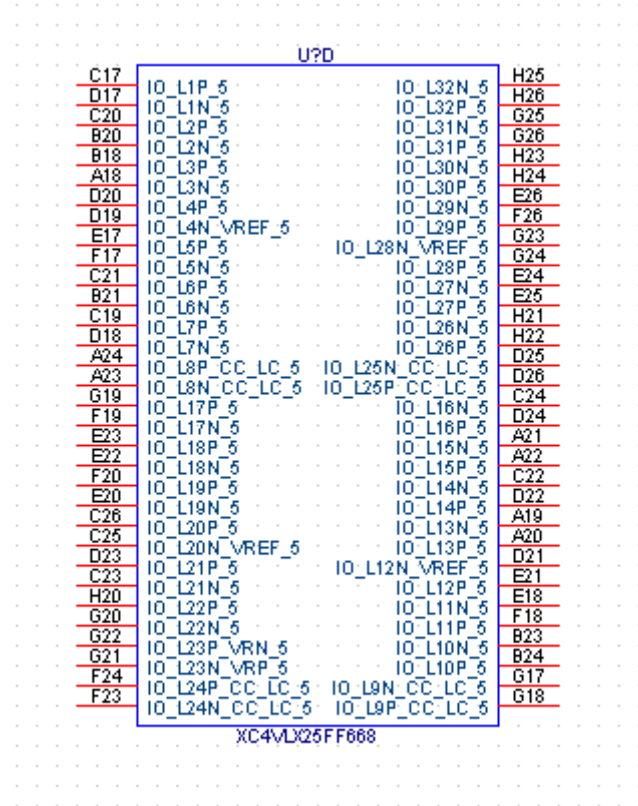 U?D
C17 IO_L1P_5 IO_L32N_5 H25
D17 IO_L1N_5 IO_L32P_5 H26
C20 IO_L2P_5 IO_L31N_5 G25
B20 IO_L2N_5 IO_L31P_5 G26
B18 IO_L3P_5 IO_L30N_5 H23
A18 IO_L3N_5 IO_L30P_5 H24
D20 IO_L4P_5 IO_L29N_5 E26
D19 IO_L4N_VREF_5 IO_L29P_5 F26
E17 IO_L5P_5 IO_L28N_VREF_5 G23
F17 IO_L5N_5 IO_L28P_5 G24
C21 IO_L6P_5 IO_L27N_5 E24
B21 IO_L6N_5 IO_L27P_5 E25
C19 IO_L7P_5 IO_L26N_5 H21
D18 IO_L7N_5 IO_L26P_5 H22
A24 IO_L8P_CC_LC_5 IO_L25N_CC_LC_5 D25
A23 IO_L8N_CC_LC_5 IO_L25P_CC_LC_5 D26
G19 IO_L17P_5 IO_L16N_5 C24
F19 IO_L17N_5 IO_L16P_5 D24
E23 IO_L18P_5 IO_L15N_5 A21
E22 IO_L18N_5 IO_L15P_5 A22
F20 IO_L19P_5 IO_L14N_5 C22
E20 IO_L19N_5 IO_L14P_5 D22
C26 IO_L20P_5 IO_L13N_5 A19
C25 IO_L20N_VREF_5 IO_L13P_5 A20
D23 IO_L21P_5 IO_L12N_VREF_5 D21
C23 IO_L21N_5 IO_L12P_5 E21
H20 IO_L22P_5 IO_L11N_5 E18
G20 IO_L22N_5 IO_L11P_5 F18
G22 IO_L23P_VRN_5 IO_L10N_5 B23
G21 IO_L23N_VRP_5 IO_L10P_5 B24
F24 IO_L24P_CC_LC_5 IO_L9N_CC_LC_5 G17
F23 IO_L24N_CC_LC_5 IO_L9P_CC_LC_5 G18
XC4VLX25FF668